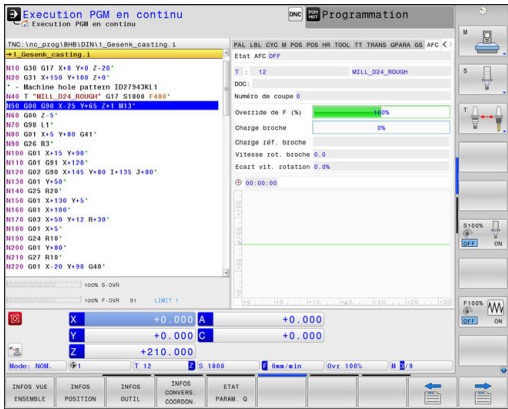 Execution PGM en continu
Execution PGM en continu
DNC
Programmation
TNC:\nc_prog\BHB\DIN\1_Gesenk_casting.i
→1_Gesenk_casting.i
N10 G30 G17 X+0 Y+0 Z-20*
N20 G31 X+150 Y+100 Z+0*
* - Machine hole pattern ID27943KL1
N40 T "MILL_D24_ROUGH" G17 S1800 F400*
N50 G00 G90 X-25 Y+65 Z+1 M13*
N60 G00 Z-5*
N70 G98 L1*
N80 G01 X+5 Y+80 G41*
N90 G26 R3*
N100 G01 X+15 Y+90*
N110 G01 G91 X+120*
N120 G02 G90 X+145 Y+80 I+135 J+80*
N130 G01 Y+50*
N140 G25 R20*
N150 G01 X+130 Y+5*
N160 G01 X+100*
N170 G03 X+50 Y+12 R+30*
N180 G01 X+5*
N190 G24 R10*
N200 G01 Y+80*
N210 G27 R10*
N220 G01 X-20 Y+90 G40*
100% S-OVR
100% F-OVR S1 LIMIT 1
PAL LBL CYC M POS POS HR TOOL TT TRANS OPARA GS AFC
Etat AFC OFF
T : 12 MILL_D24_ROUGH
DOC:
Numéro de coupe 0
Override de F (%) 100%
Charge broche 0%
Charge réf. broche
Vitesse rot. broche 0.0
Ecart vit. rotation 0.0%
00:00:00
X +0.000 A +0.000
Y +0.000 C +0.000
Z +210.000
Mode: NOM. 1 T 12 Z S 1800 F 0mm/min Ovr 100% M 5/9
INFOS VUE ENSEMBLE
INFOS POSITION
INFOS OUTIL
INFOS CONVERS. COORDON.
ETAT PARAM. Q
M
S
T
S100%
OFF ON
F100%
OFF ON